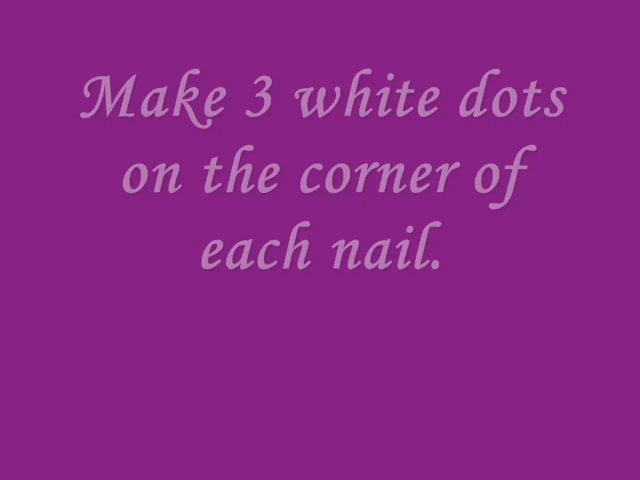 Make 3 white dots
on the corner of
each nail.